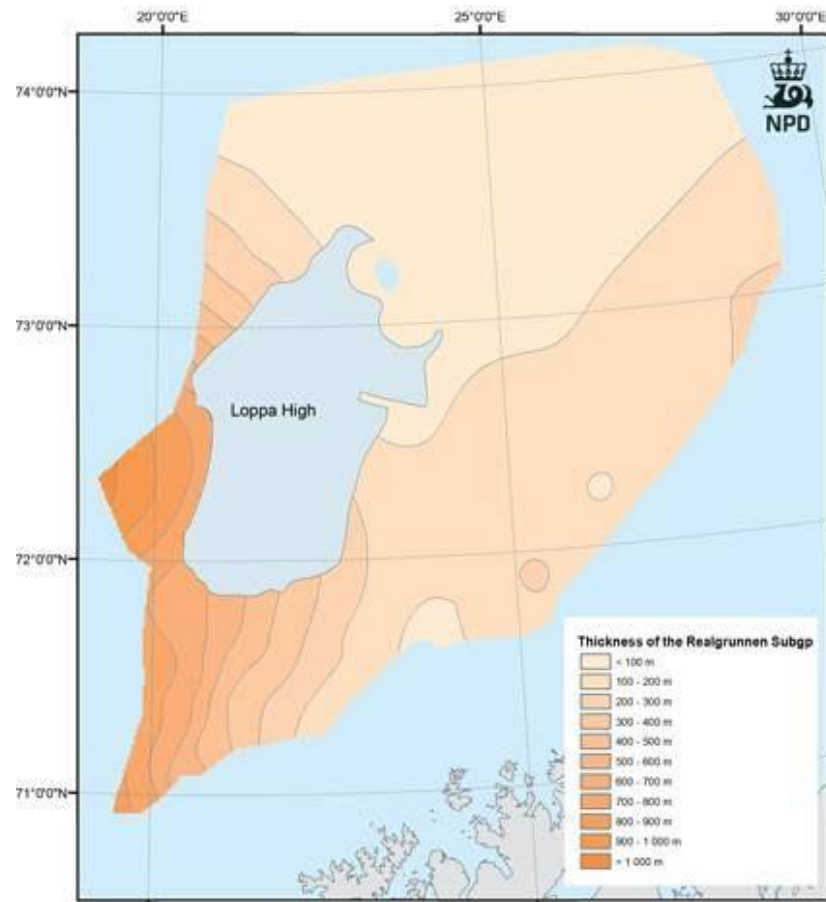 20°0'0"E 25°0'0"E 30°0'0"E
74°0'0"N
NPD
73°0'0"N
Loppa High
72°0'0"N
71°0'0"N
Thickness of the Realgrunnen Subgp
< 100 m
100 - 200 m
200 - 300 m
300 - 400 m
400 - 500 m
500 - 600 m
600 - 700 m
700 - 800 m
800 - 900 m
900 - 1 000 m
> 1 000 m